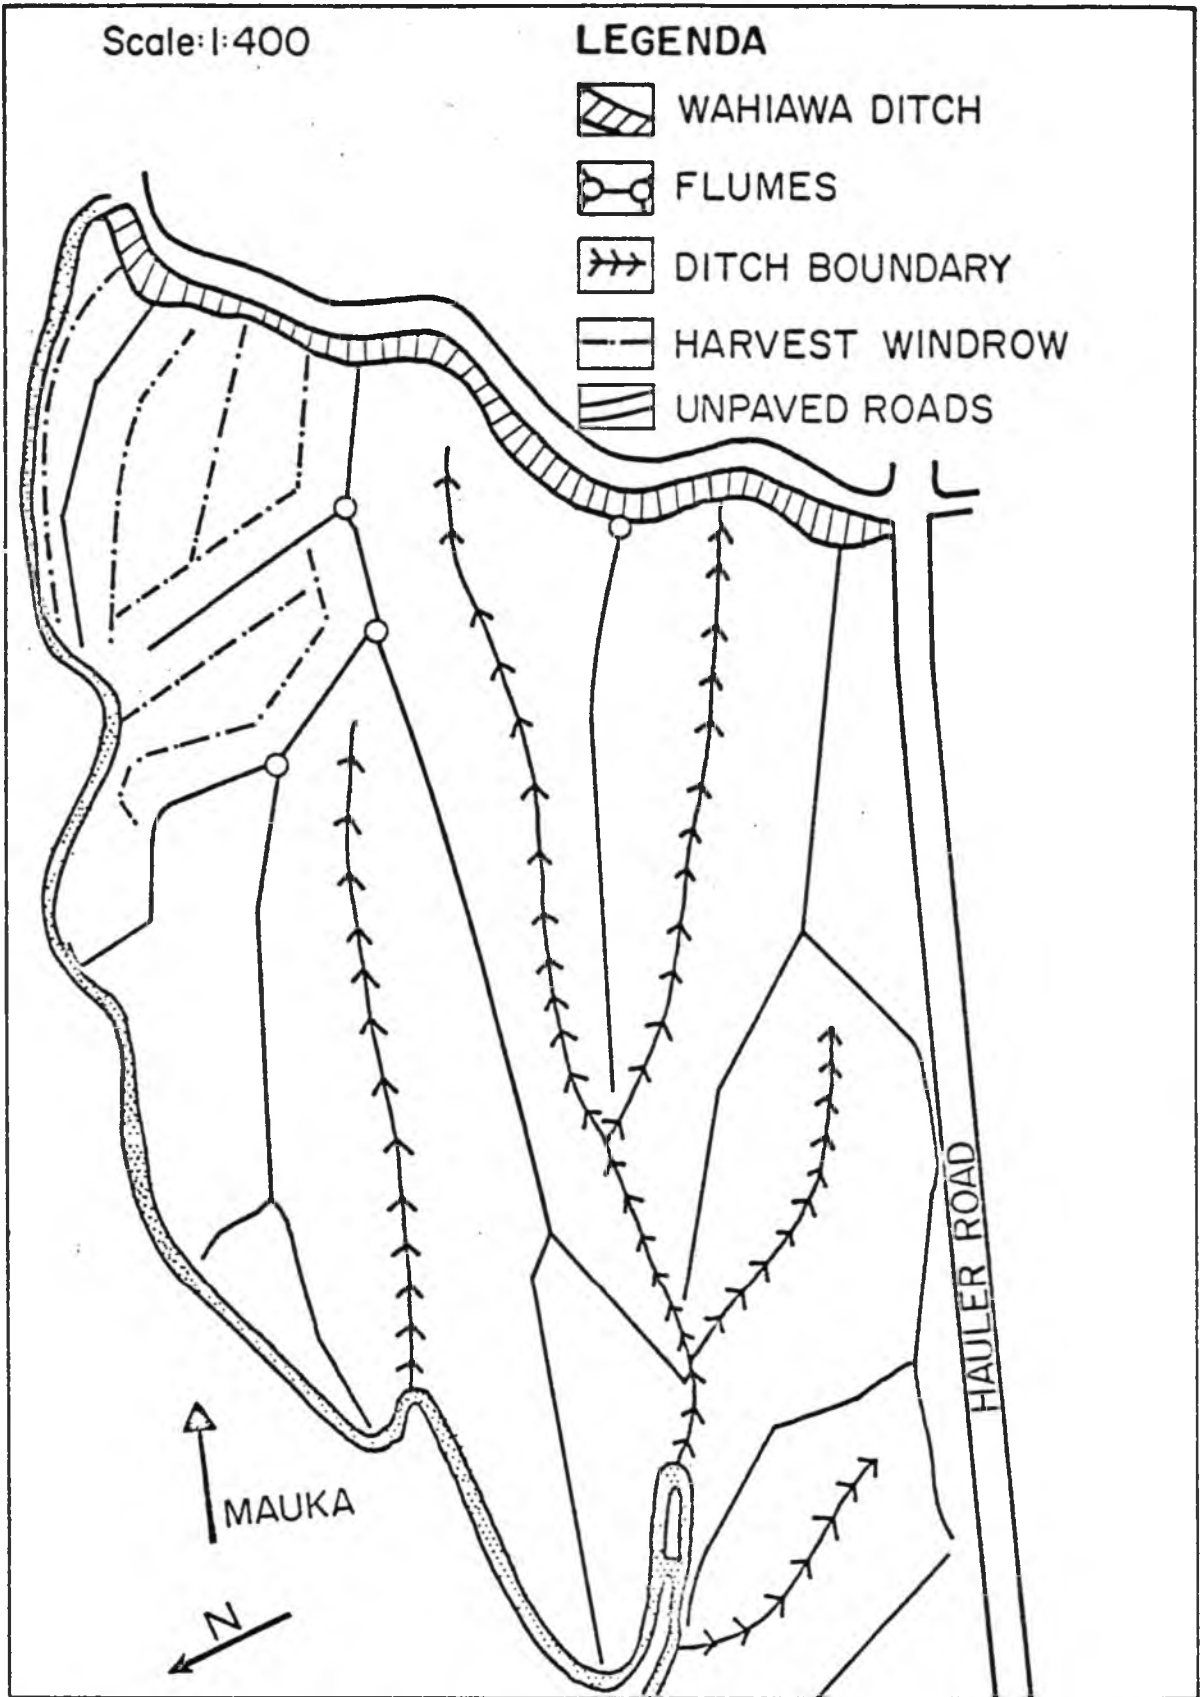 Scale:1:400
LEGENDA
WAHIAWA DITCH
FLUMES
DITCH BOUNDARY
HARVEST WINDROW
UNPAVED ROADS
HAULER ROAD
MAUKA
N